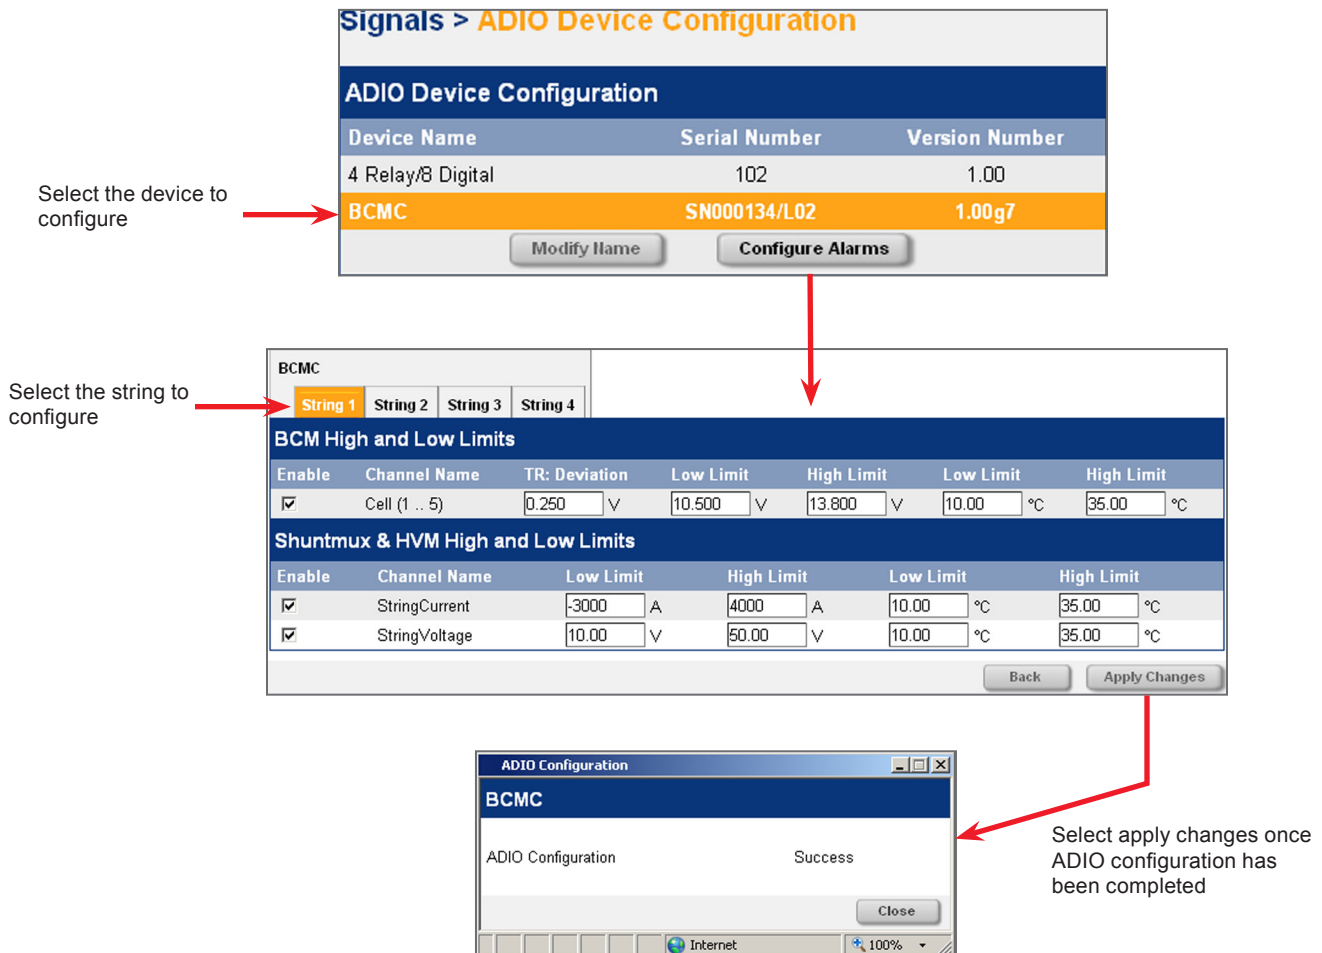 Signals > ADIO Device Configuration
ADIO Device Configuration
Device Name Serial Number Version Number
4 Relay/8 Digital 102 1.00
Select the device to
configure
BCMC SN000134/L02 1.00g7
Modify Name Configure Alarms
BCMC
Select the string to
configure
String 1 String 2 String 3 String 4
BCM High and Low Limits
Enable Channel Name TR: Deviation Low Limit High Limit Low Limit High Limit
Cell (1 .. 5) 0.250 V 10.500 V 13.800 V 10.00 °C 35.00 °C
Shuntmux & HVM High and Low Limits
Enable Channel Name Low Limit High Limit Low Limit High Limit
StringCurrent -3000 A 4000 A 10.00 °C 35.00 °C
StringVoltage 10.00 V 50.00 V 10.00 °C 35.00 °C
Back Apply Changes
ADIO Configuration
BCMC
ADIO Configuration Success
Close
Internet 100%
Select apply changes once
ADIO configuration has
been completed